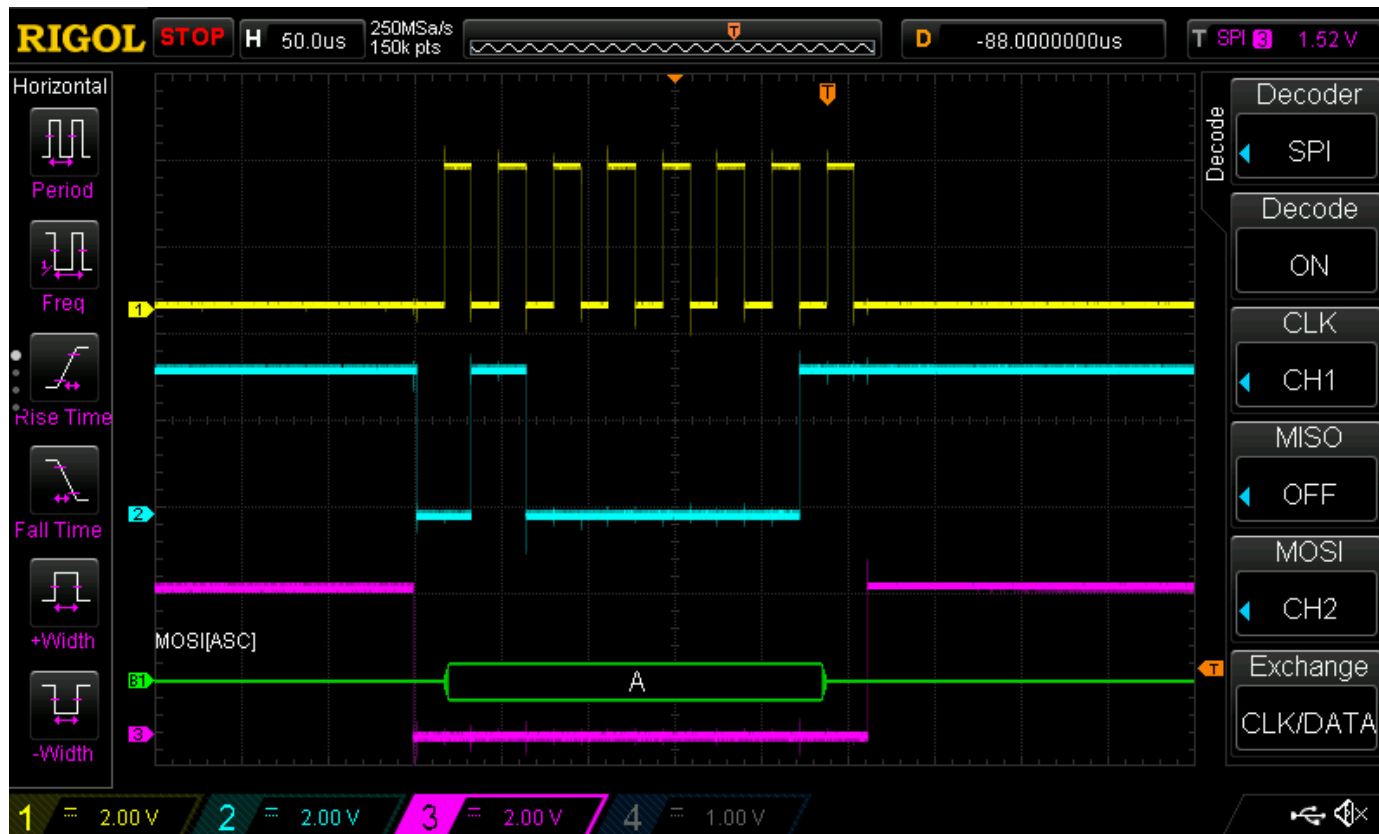 RIGOL STOP H 50.0us 250MSa/s 150k pts T D -88.0000000us T SPI 3 1.52 V
Horizontal
Period
1/ Freq
Rise Time
Fall Time
+Width
-Width
T
1
2
MOSI[ASC]
B1 A T
3
Decode
Decoder
SPI
Decode
ON
CLK
CH1
MISO
OFF
MOSI
CH2
Exchange
CLK/DATA
1 2.00 V 2 2.00 V 3 2.00 V 4 1.00 V